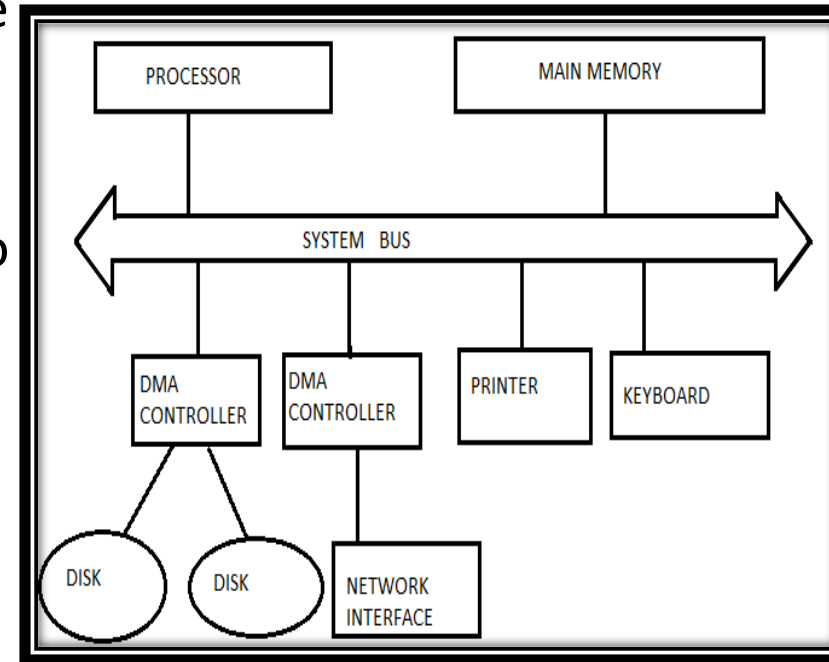 PROCESSOR
MAIN MEMORY
SYSTEM BUS
DMA
CONTROLLER
DMA
CONTROLLER
PRINTER
KEYBOARD
DISK
DISK
NETWORK
INTERFACE